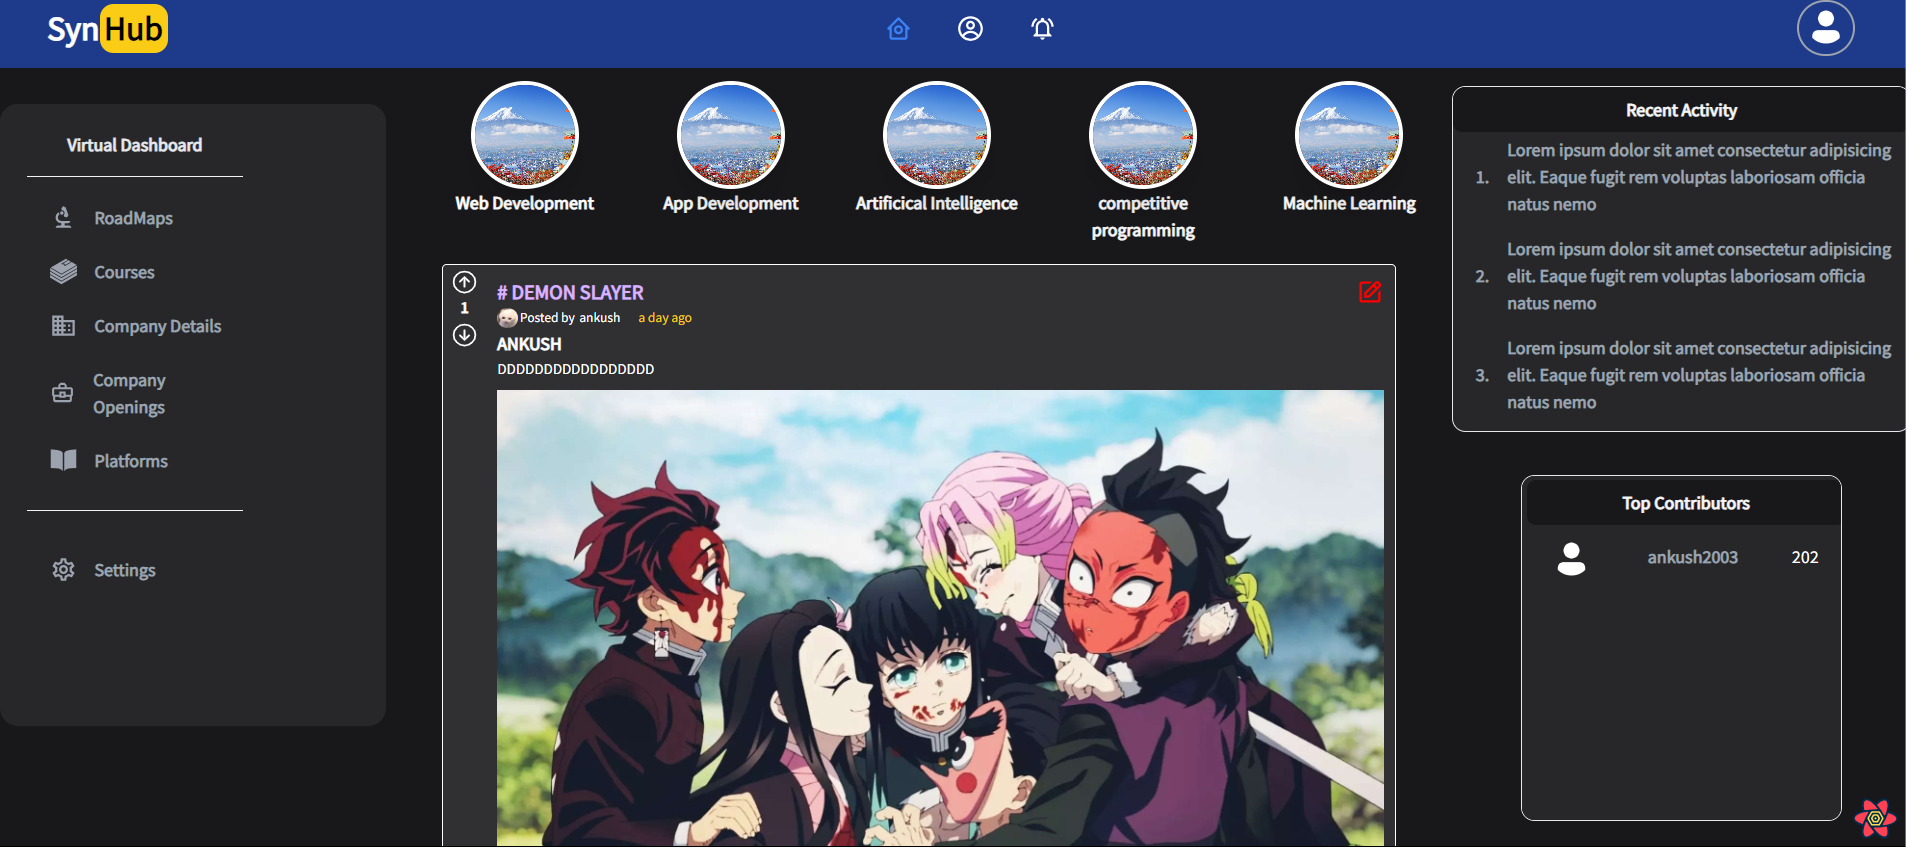 SynHub
Virtual Dashboard
RoadMaps
Courses
Company Details
Company
Openings
Platforms
Settings
Web Development
App Development
Artificical Intelligence
competitive
programming
Machine Learning
1
# DEMON SLAYER
Posted by ankush a day ago
ANKUSH
DDDDDDDDDDDDDDDDD
Recent Activity
1. Lorem ipsum dolor sit amet consectetur adipisicing
elit. Eaque fugit rem voluptas laboriosam officia
natus nemo
2. Lorem ipsum dolor sit amet consectetur adipisicing
elit. Eaque fugit rem voluptas laboriosam officia
natus nemo
3. Lorem ipsum dolor sit amet consectetur adipisicing
elit. Eaque fugit rem voluptas laboriosam officia
natus nemo
Top Contributors
ankush2003 202